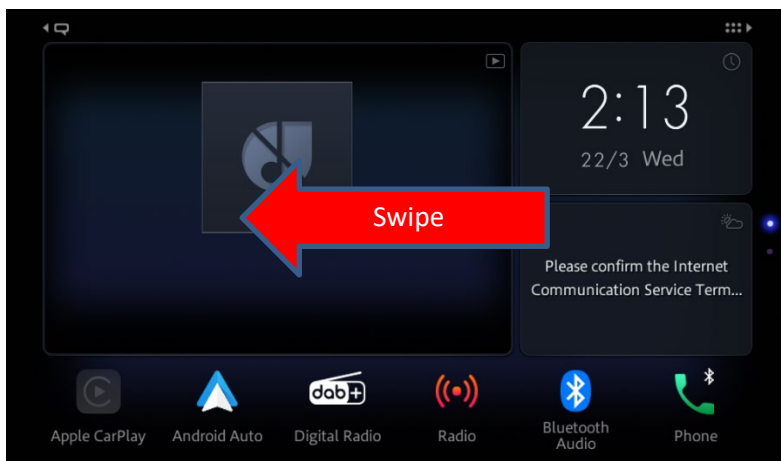 2:13
22/3 Wed
Swipe
Please confirm the Internet
Communication Service Term...
dab+
Apple CarPlay
Android Auto
Digital Radio
Radio
Bluetooth
Audio
Phone